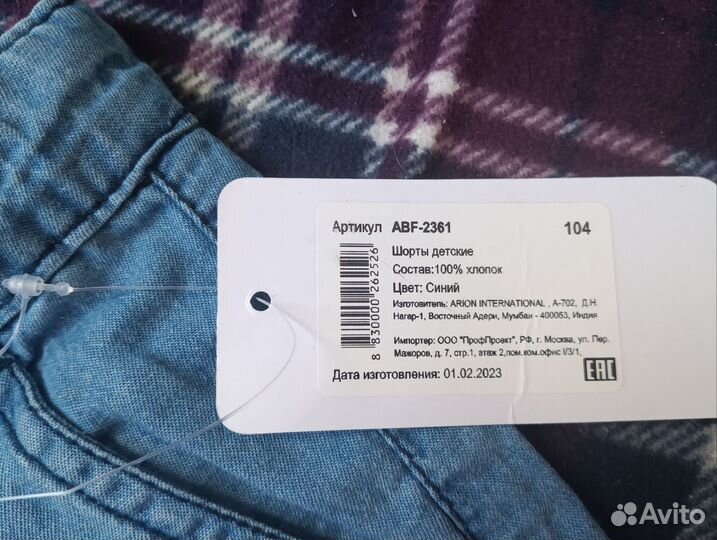 Артикул ABF-2361 104
Шорты детские
Состав:100% хлопок
Цвет: Синий
Изготовитель: ARION INTERNATIONAL , A-702, Д.Н.
Нагар-1, Восточный Адери, Мумбаи - 400053, Индия
Импортер: ООО "ПрофПроект", РФ, г. Москва, ул. Пер.
Мажоров, д. 7, стр.1, этаж 2,пом.ком.офис I/3/1,
Дата изготовления: 01.02.2023
8 830000 262526
EAC
Avito